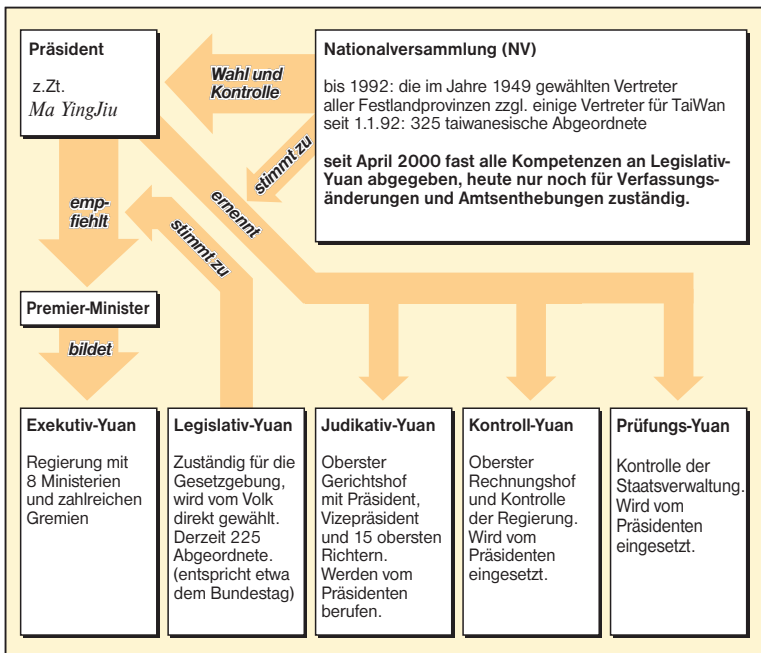 Präsident
z.Zt.
Ma YingJiu
Wahl und
Kontrolle
Nationalversammlung (NV)
bis 1992: die im Jahre 1949 gewählten Vertreter
aller Festlandprovinzen zzgl. einige Vertreter für TaiWan
seit 1.1.92: 325 taiwanesische Abgeordnete
seit April 2000 fast alle Kompetenzen an Legislativ-
Yuan abgegeben, heute nur noch für Verfassungs-
änderungen und Amtsenthebungen zuständig.
stimmt zu
ernennt
emp-
fiehlt
stimmt zu
Premier-Minister
bildet
Exekutiv-Yuan
Regierung mit
8 Ministerien
und zahlreichen
Gremien
Legislativ-Yuan
Zuständig für die
Gesetzgebung,
wird vom Volk
direkt gewählt.
Derzeit 225
Abgeordnete.
(entspricht etwa
dem Bundestag)
Judikativ-Yuan
Oberster
Gerichtshof
mit Präsident,
Vizepräsident
und 15 obersten
Richtern.
Werden vom
Präsidenten
berufen.
Kontroll-Yuan
Oberster
Rechnungshof
und Kontrolle
der Regierung.
Wird vom
Präsidenten
eingesetzt.
Prüfungs-Yuan
Kontrolle der
Staatsverwaltung.
Wird vom
Präsidenten
eingesetzt.